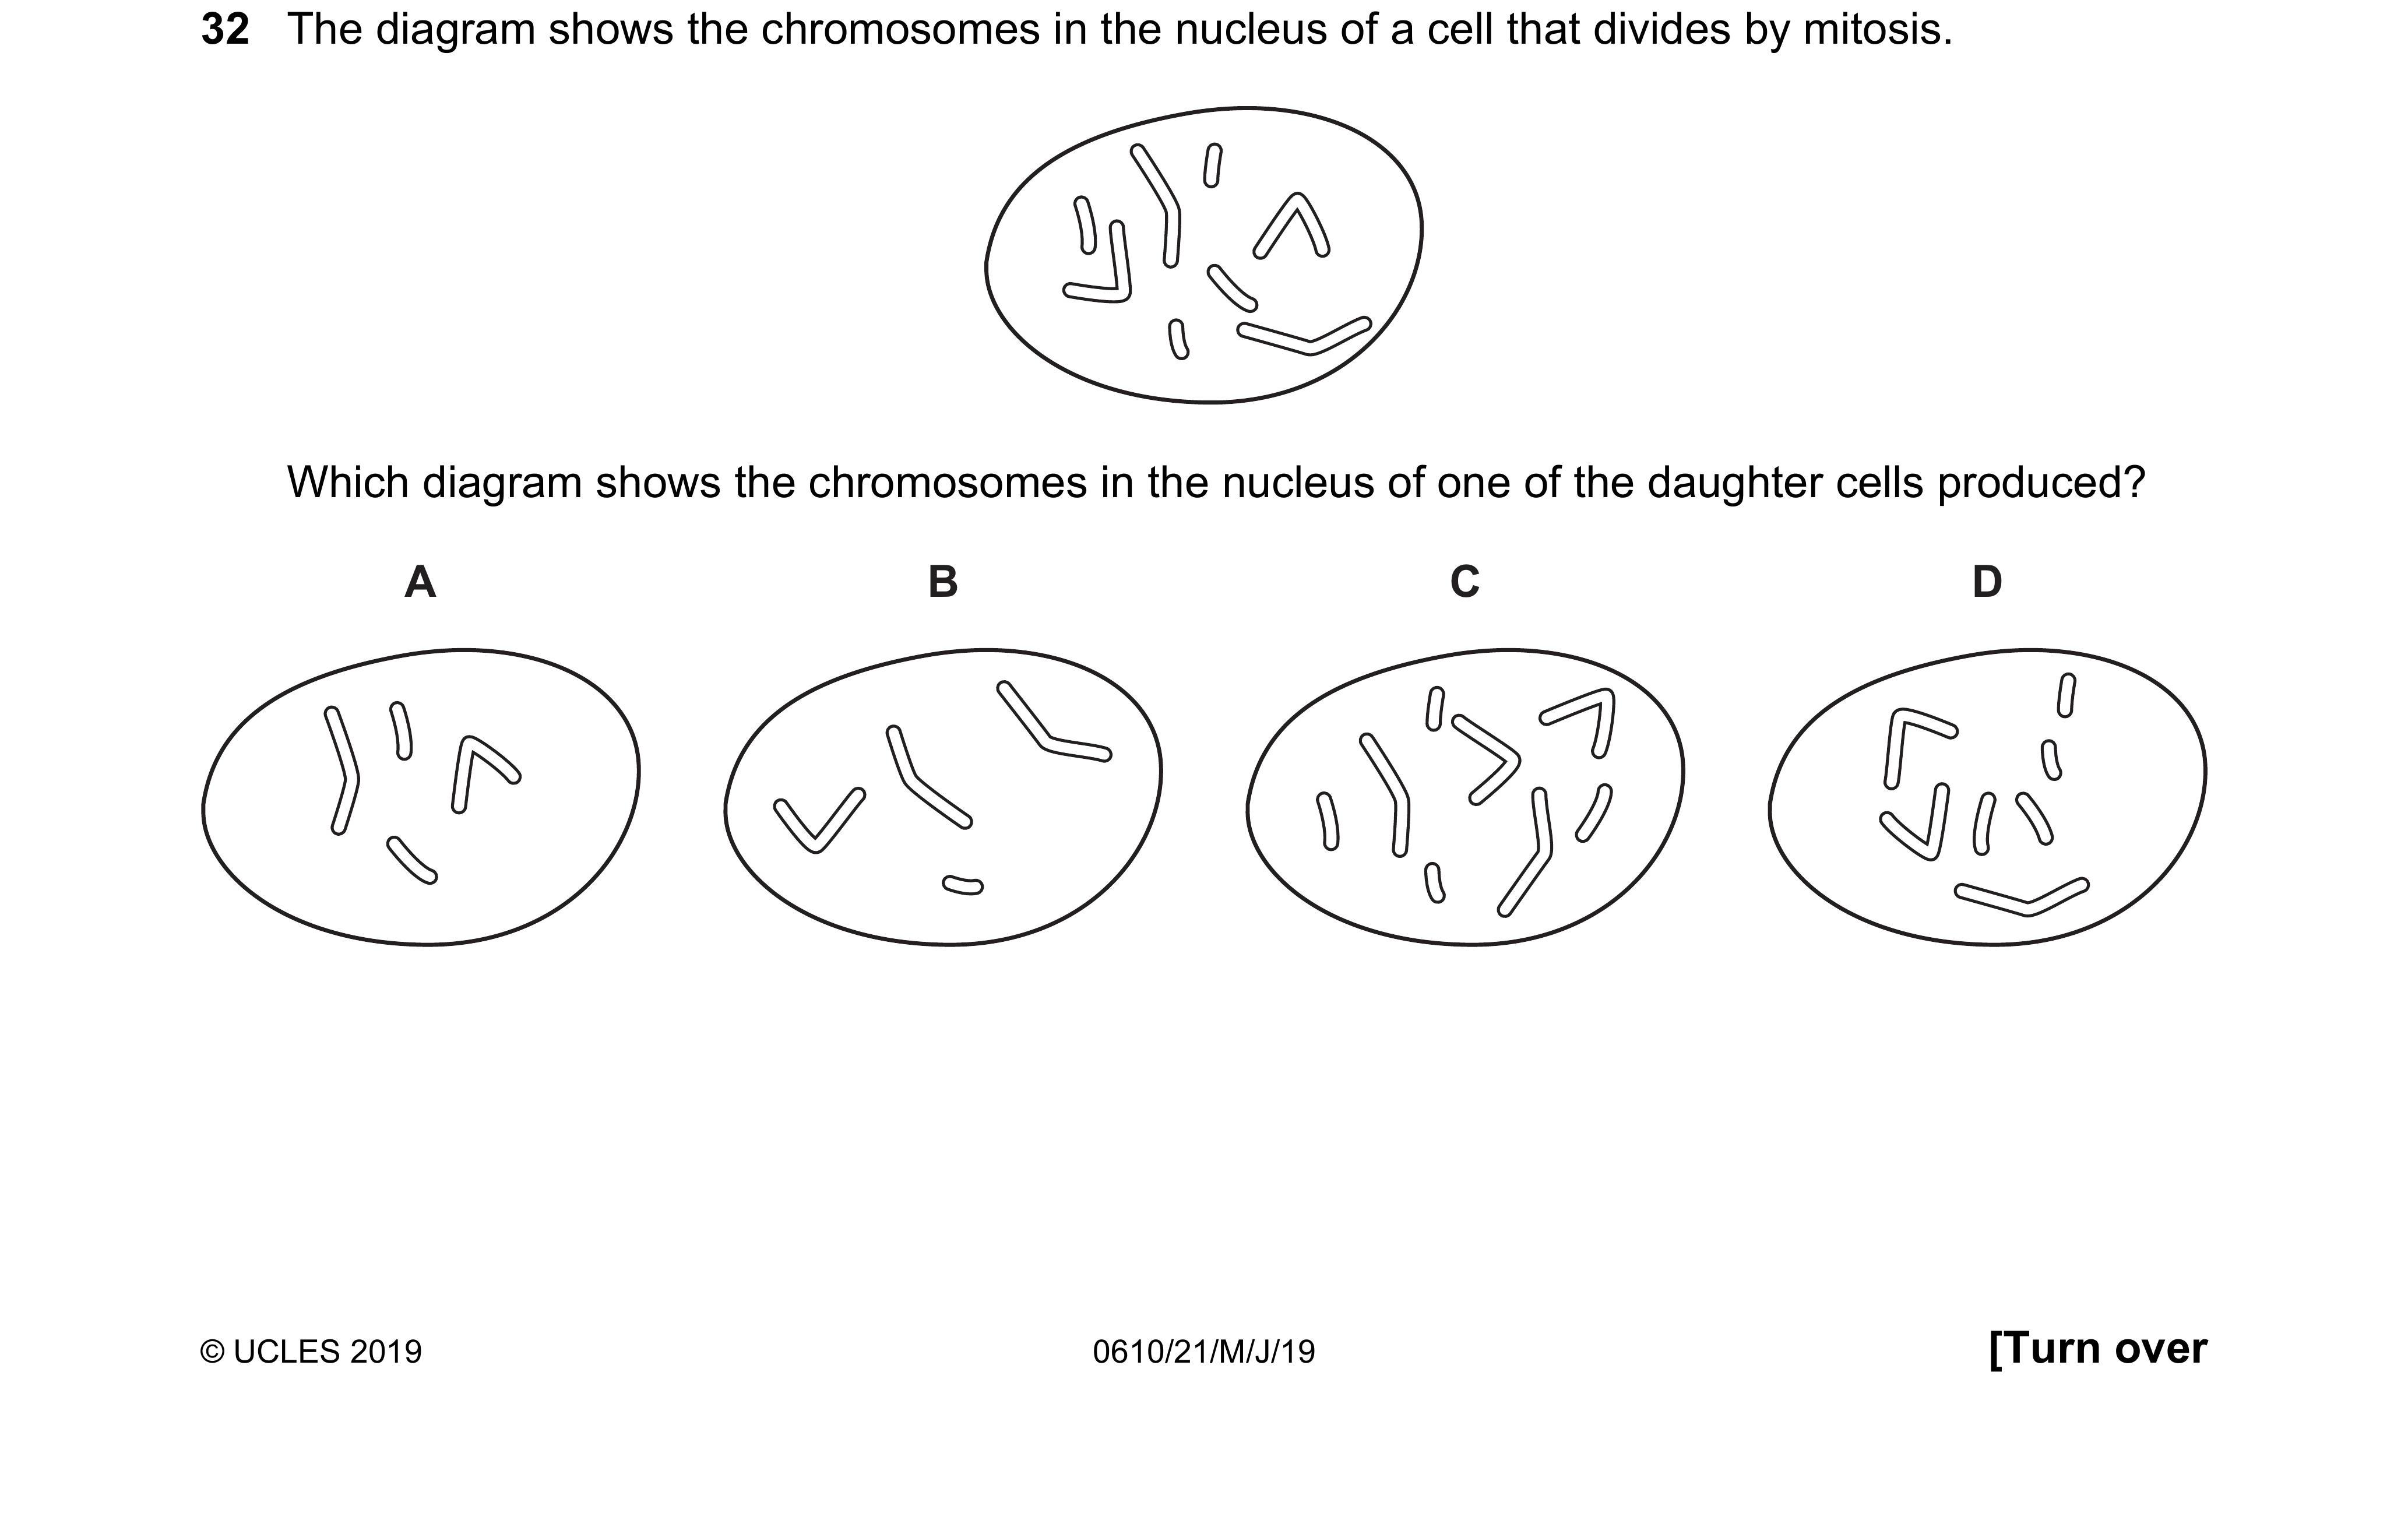 32 The diagram shows the chromosomes in the nucleus of a cell that divides by mitosis.
Which diagram shows the chromosomes in the nucleus of one of the daughter cells produced?
A B C D
© UCLES 2019 0610/21/M/J/19 [Turn over